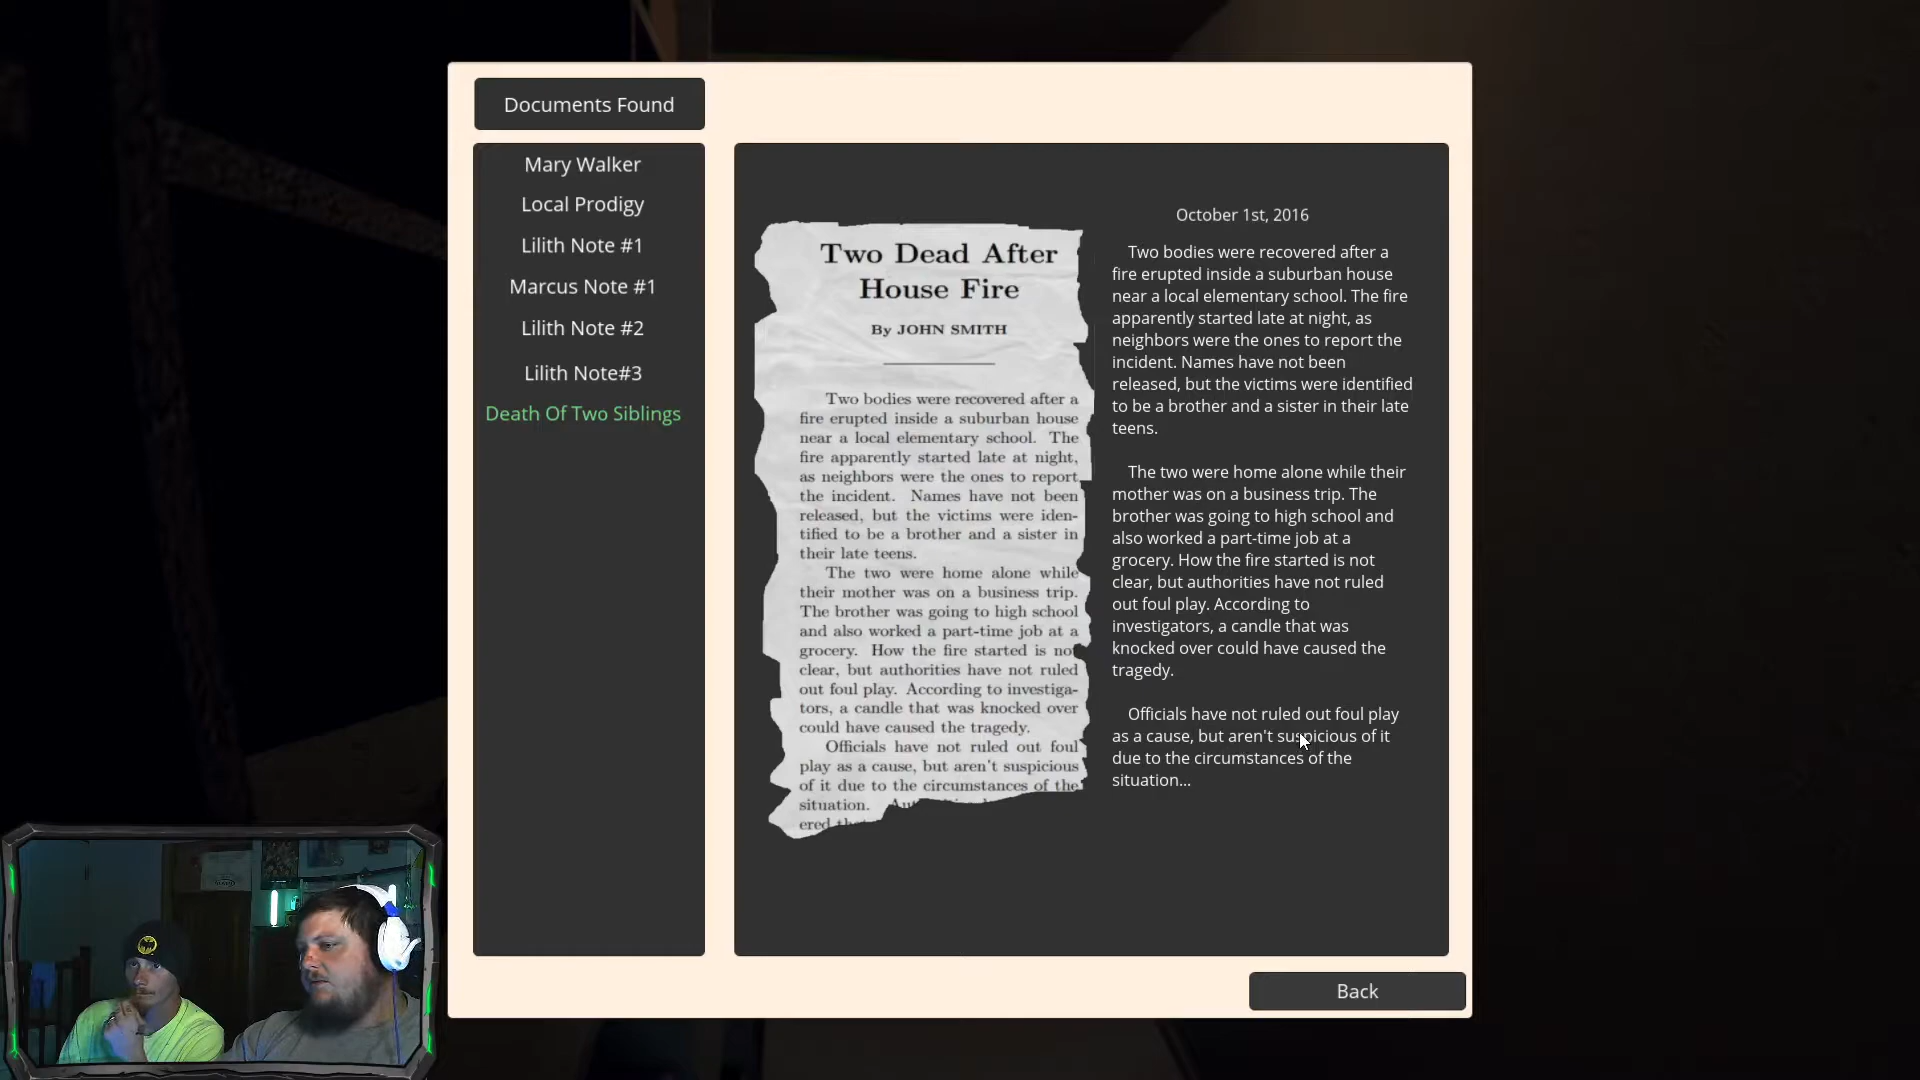 Documents Found
Mary Walker
Local Prodigy
Lilith Note #1
Marcus Note #1
Lilith Note #2
Lilith Note#3
Death Of Two Siblings
Two Dead After
House Fire
By JOHN SMITH
Two bodies were recovered after a
fire erupted inside a suburban house
near a local elementary school. The
fire apparently started late at night,
as neighbors were the ones to report
the incident. Names have not been
released, but the victims were iden-
tified to be a brother and a sister in
their late teens.
The two were home alone while
their mother was on a business trip.
The brother was going to high school
and also worked a part-time job at a
grocery. How the fire started is not
clear, but authorities have not ruled
out foul play. According to investiga-
tors, a candle that was knocked over
could have caused the tragedy.
Officials have not ruled out foul
play as a cause, but aren't suspicious
of it due to the circumstances of the
situation.
October 1st, 2016
Two bodies were recovered after a
fire erupted inside a suburban house
near a local elementary school. The fire
apparently started late at night, as
neighbors were the ones to report the
incident. Names have not been
released, but the victims were identified
to be a brother and a sister in their late
teens.
The two were home alone while their
mother was on a business trip. The
brother was going to high school and
also worked a part-time job at a
grocery. How the fire started is not
clear, but authorities have not ruled
out foul play. According to
investigators, a candle that was
knocked over could have caused the
tragedy.
Officials have not ruled out foul play
as a cause, but aren't suspicious of it
due to the circumstances of the
situation...
Back